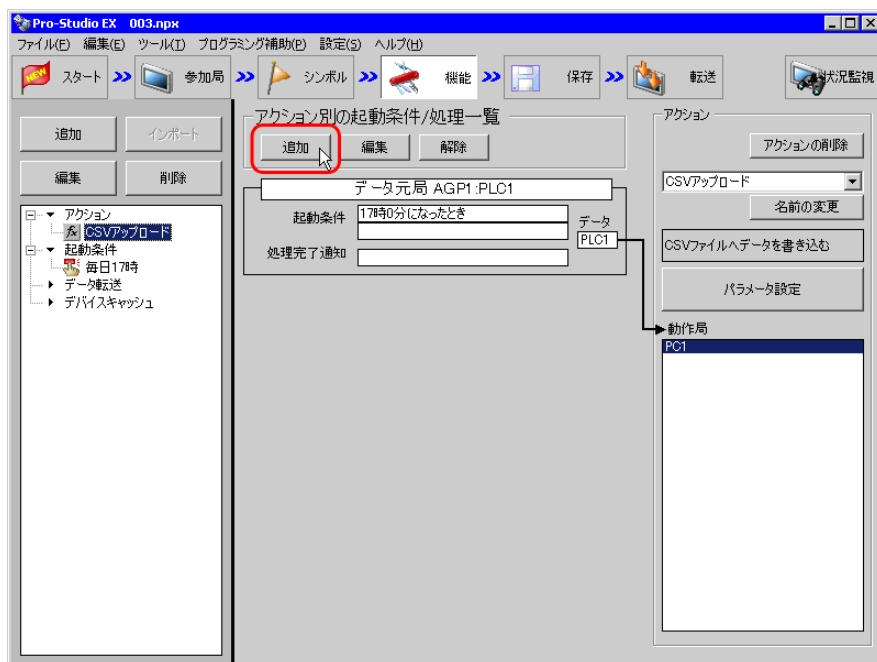 Pro-Studio EX 003.npx
ファイル(F) 編集(E) ツール(T) プログラミング補助(P) 設定(S) ヘルプ(H)
NEW スタート 参加局 シンボル 機能 保存 転送 状況監視
追加 インポート
編集 削除
アクション
CSVアップロード
起動条件
毎日17時
データ転送
デバイスキャッシュ
アクション別の起動条件/処理一覧
追加 編集 解除
データ元局 AGP1:PLC1
起動条件 17時0分になったとき
処理完了通知
データ
PLC1
アクション
アクションの削除
CSVアップロード
名前の変更
CSVファイルへデータを書き込む
パラメータ設定
動作局
PC1